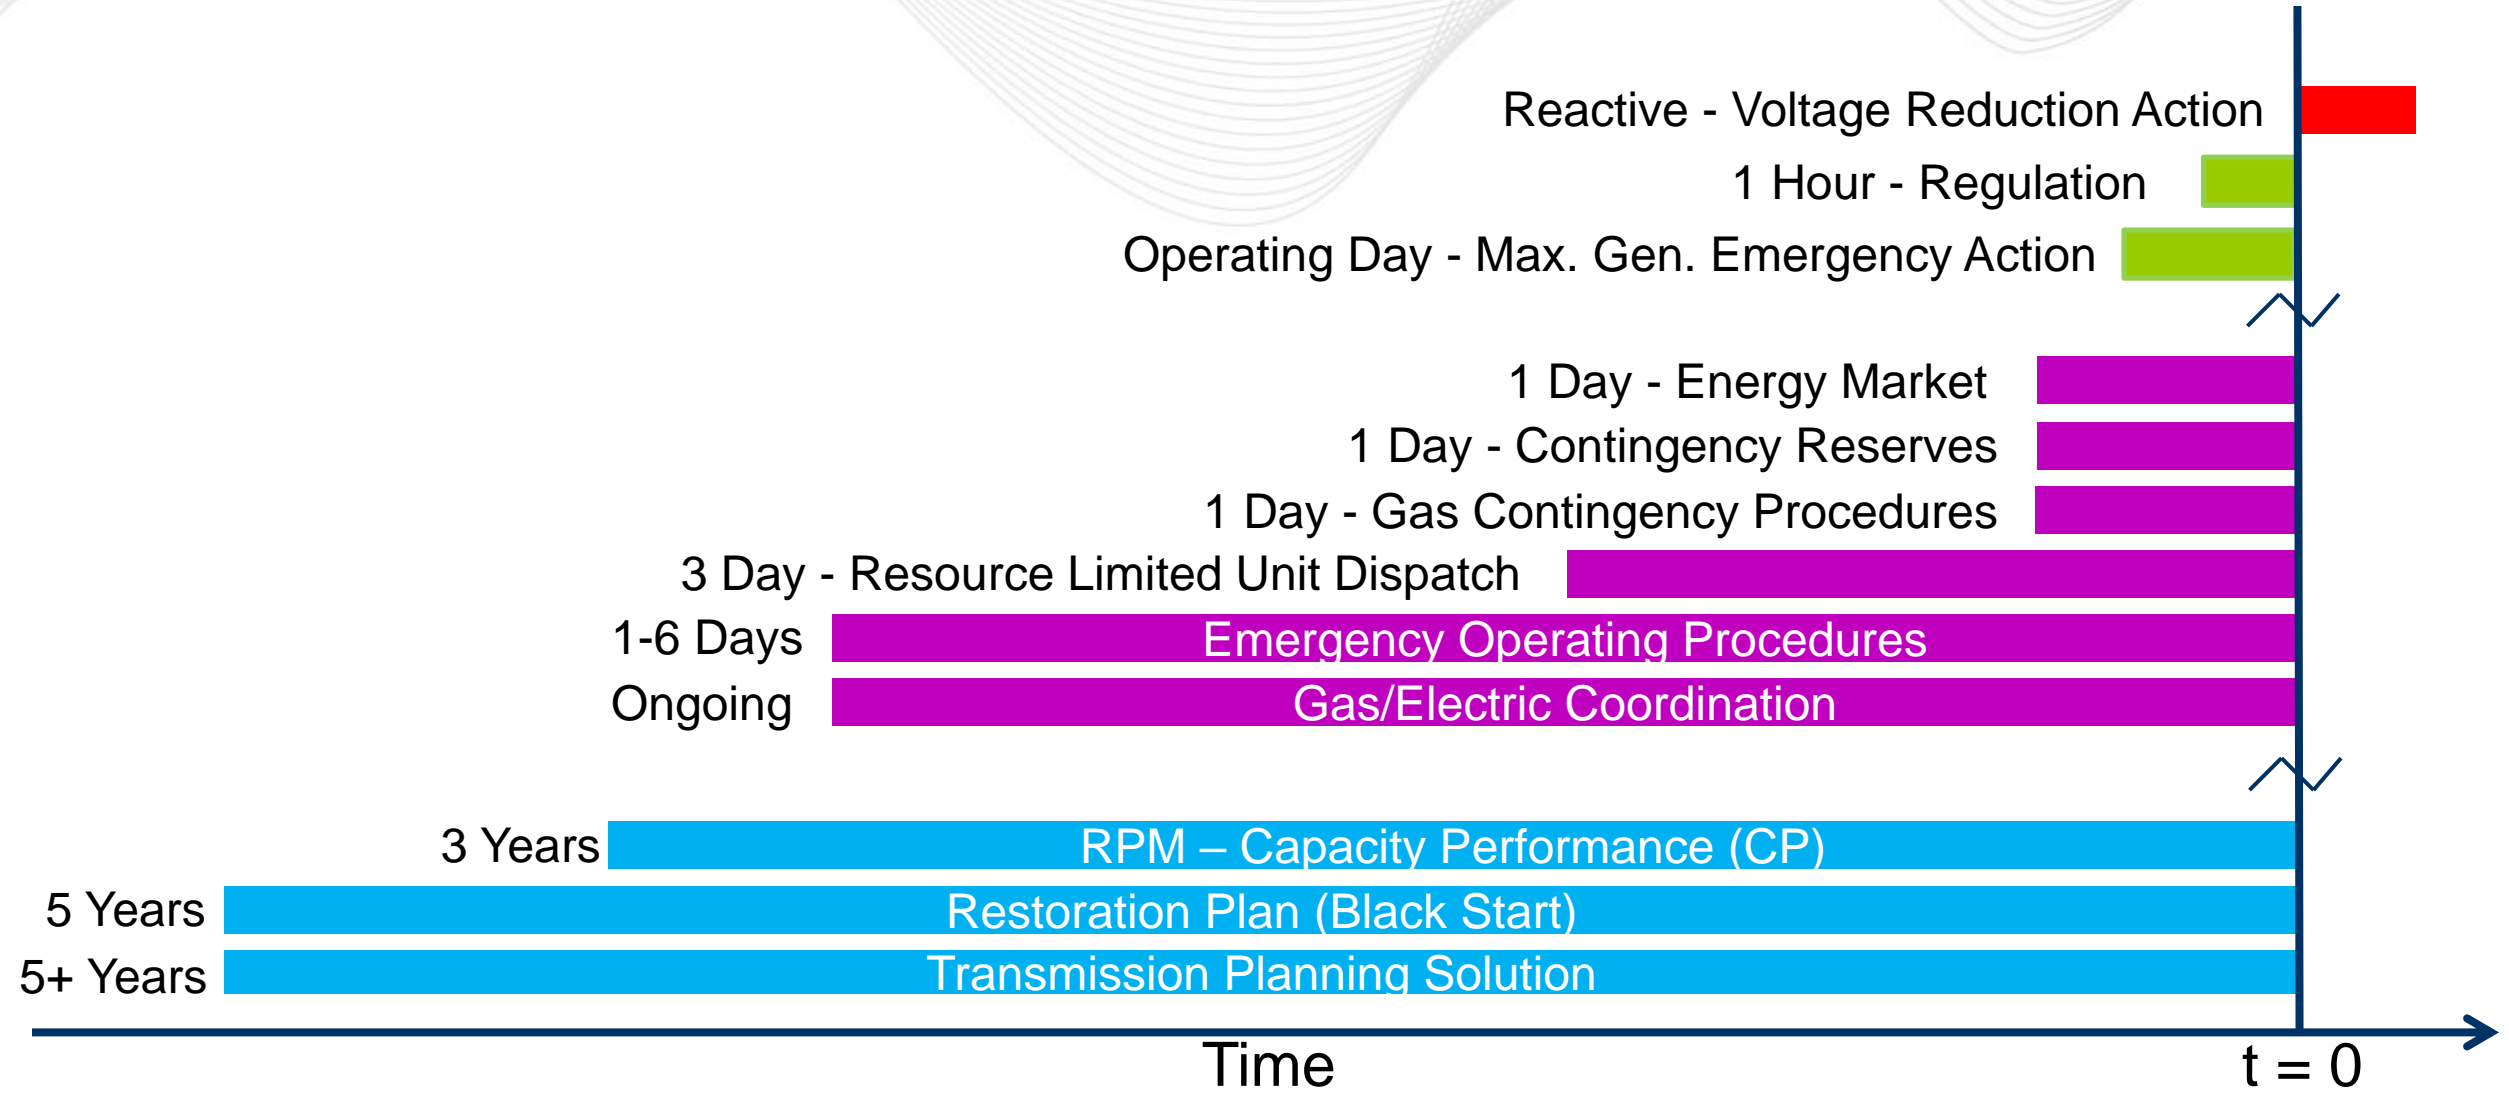 Reactive - Voltage Reduction Action
1 Hour - Regulation
Operating Day - Max. Gen. Emergency Action
1 Day - Energy Market
1 Day - Contingency Reserves
1 Day - Gas Contingency Procedures
3 Day - Resource Limited Unit Dispatch
1-6 Days Emergency Operating Procedures
Ongoing Gas/Electric Coordination
3 Years RPM – Capacity Performance (CP)
5 Years Restoration Plan (Black Start)
5+ Years Transmission Planning Solution
Time t = 0